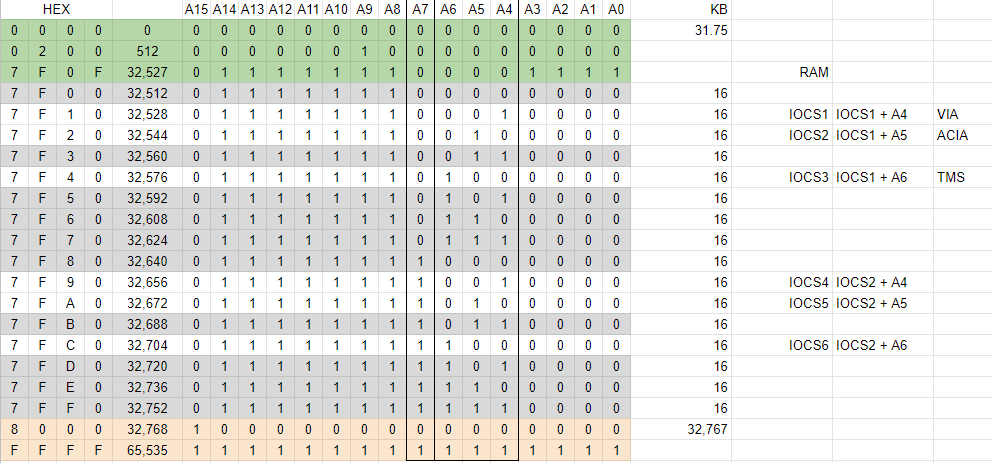 HEX A15 A14 A13 A12 A11 A10 A9 A8 A7 A6 A5 A4 A3 A2 A1 A0 KB
0 0 0 0 0 0 0 0 0 0 0 0 0 0 0 0 0 0 0 0 0 31.75
0 2 0 0 512 0 0 0 0 0 0 1 0 0 0 0 0 0 0 0 0
7 F 0 F 32,527 0 1 1 1 1 1 1 1 0 0 0 0 1 1 1 1 RAM
7 F 0 0 32,512 0 1 1 1 1 1 1 1 0 0 0 0 0 0 0 0 16
7 F 1 0 32,528 0 1 1 1 1 1 1 1 0 0 0 1 0 0 0 0 16 IOCS1 IOCS1 + A4 VIA
7 F 2 0 32,544 0 1 1 1 1 1 1 1 0 0 1 0 0 0 0 0 16 IOCS2 IOCS1 + A5 ACIA
7 F 3 0 32,560 0 1 1 1 1 1 1 1 0 0 1 1 0 0 0 0 16
7 F 4 0 32,576 0 1 1 1 1 1 1 1 0 1 0 0 0 0 0 0 16 IOCS3 IOCS1 + A6 TMS
7 F 5 0 32,592 0 1 1 1 1 1 1 1 0 1 0 1 0 0 0 0 16
7 F 6 0 32,608 0 1 1 1 1 1 1 1 0 1 1 0 0 0 0 0 16
7 F 7 0 32,624 0 1 1 1 1 1 1 1 0 1 1 1 0 0 0 0 16
7 F 8 0 32,640 0 1 1 1 1 1 1 1 1 0 0 0 0 0 0 0 16
7 F 9 0 32,656 0 1 1 1 1 1 1 1 1 0 0 1 0 0 0 0 16 IOCS4 IOCS2 + A4
7 F A 0 32,672 0 1 1 1 1 1 1 1 1 0 1 0 0 0 0 0 16 IOCS5 IOCS2 + A5
7 F B 0 32,688 0 1 1 1 1 1 1 1 1 0 1 1 0 0 0 0 16
7 F C 0 32,704 0 1 1 1 1 1 1 1 1 1 0 0 0 0 0 0 16 IOCS6 IOCS2 + A6
7 F D 0 32,720 0 1 1 1 1 1 1 1 1 1 0 1 0 0 0 0 16
7 F E 0 32,736 0 1 1 1 1 1 1 1 1 1 1 0 0 0 0 0 16
7 F F 0 32,752 0 1 1 1 1 1 1 1 1 1 1 1 0 0 0 0 16
8 0 0 0 32,768 1 0 0 0 0 0 0 0 0 0 0 0 0 0 0 0 32,767
F F F F 65,535 1 1 1 1 1 1 1 1 1 1 1 1 1 1 1 1